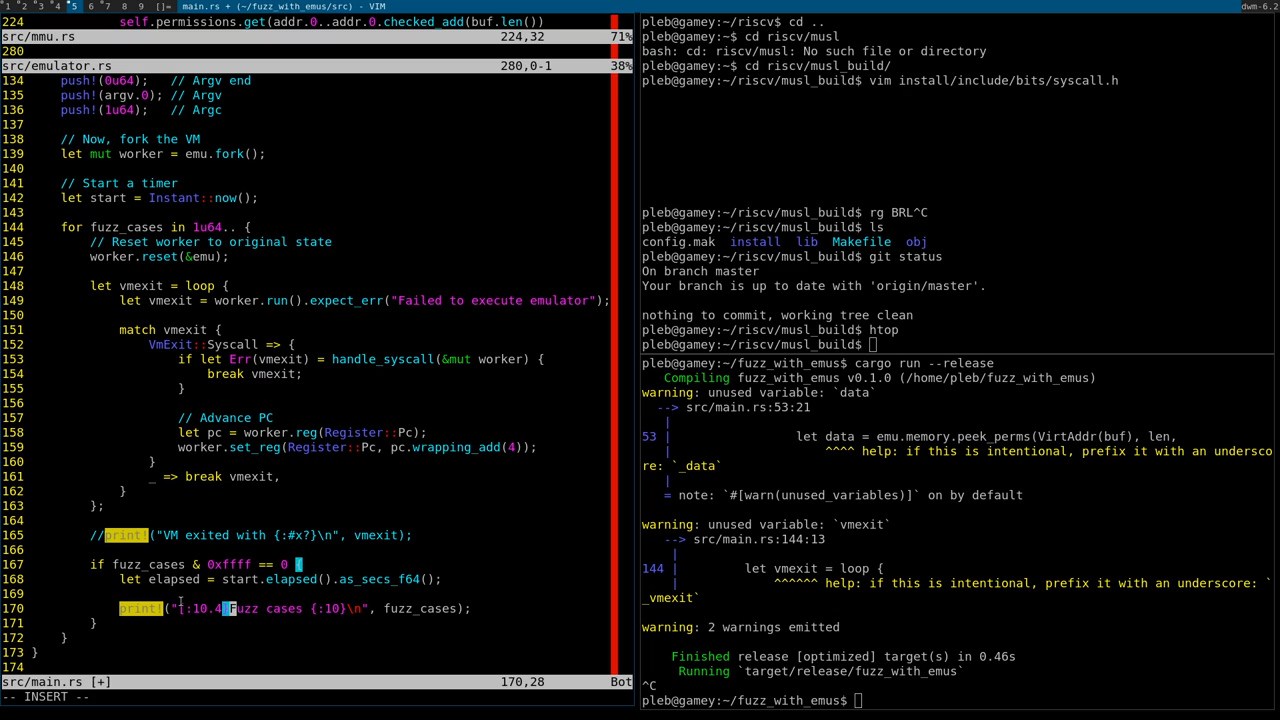 1 2 3 4 5 6 7 8 9 []= main.rs + (~/fuzz_with_emus/src) - VIM dwm-6.2
224             self.permissions.get(addr.0..addr.0.checked_add(buf.len())
src/mmu.rs 224,32 71%
280
src/emulator.rs 280,0-1 38%
134     push!(0u64);   // Argv end
135     push!(argv.0); // Argv
136     push!(1u64);   // Argc
137
138     // Now, fork the VM
139     let mut worker = emu.fork();
140
141     // Start a timer
142     let start = Instant::now();
143
144     for fuzz_cases in 1u64.. {
145         // Reset worker to original state
146         worker.reset(&emu);
147
148         let vmexit = loop {
149             let vmexit = worker.run().expect_err("Failed to execute emulator");
150
151             match vmexit {
152                 VmExit::Syscall => {
153                     if let Err(vmexit) = handle_syscall(&mut worker) {
154                         break vmexit;
155                     }
156
157                     // Advance PC
158                     let pc = worker.reg(Register::Pc);
159                     worker.set_reg(Register::Pc, pc.wrapping_add(4));
160                 }
161                 _ => break vmexit,
162             }
163         };
164
165         //print!("VM exited with {:#x?}\n", vmexit);
166
167         if fuzz_cases & 0xffff == 0 {
168             let elapsed = start.elapsed().as_secs_f64();
169
170             print!("[:10.4}Fuzz cases {:10}\n", fuzz_cases);
171         }
172     }
173 }
174
src/main.rs [+] 170,28 Bot
-- INSERT --
pleb@gamey:~/riscv$ cd ..
pleb@gamey:~$ cd riscv/musl
bash: cd: riscv/musl: No such file or directory
pleb@gamey:~$ cd riscv/musl_build/
pleb@gamey:~/riscv/musl_build$ vim install/include/bits/syscall.h
pleb@gamey:~/riscv/musl_build$ rg BRL^C
pleb@gamey:~/riscv/musl_build$ ls
config.mak  install  lib  Makefile  obj
pleb@gamey:~/riscv/musl_build$ git status
On branch master
Your branch is up to date with 'origin/master'.
nothing to commit, working tree clean
pleb@gamey:~/riscv/musl_build$ htop
pleb@gamey:~/riscv/musl_build$
pleb@gamey:~/fuzz_with_emus$ cargo run --release
   Compiling fuzz_with_emus v0.1.0 (/home/pleb/fuzz_with_emus)
warning: unused variable: `data`
  --> src/main.rs:53:21
   |
53 |                 let data = emu.memory.peek_perms(VirtAddr(buf), len,
   |                     ^^^^ help: if this is intentional, prefix it with an undersco
re: `_data`
   |
   = note: `#[warn(unused_variables)]` on by default
warning: unused variable: `vmexit`
   --> src/main.rs:144:13
    |
144 |         let vmexit = loop {
    |             ^^^^^^ help: if this is intentional, prefix it with an underscore: `
_vmexit`
warning: 2 warnings emitted
    Finished release [optimized] target(s) in 0.46s
     Running `target/release/fuzz_with_emus`
^C
pleb@gamey:~/fuzz_with_emus$